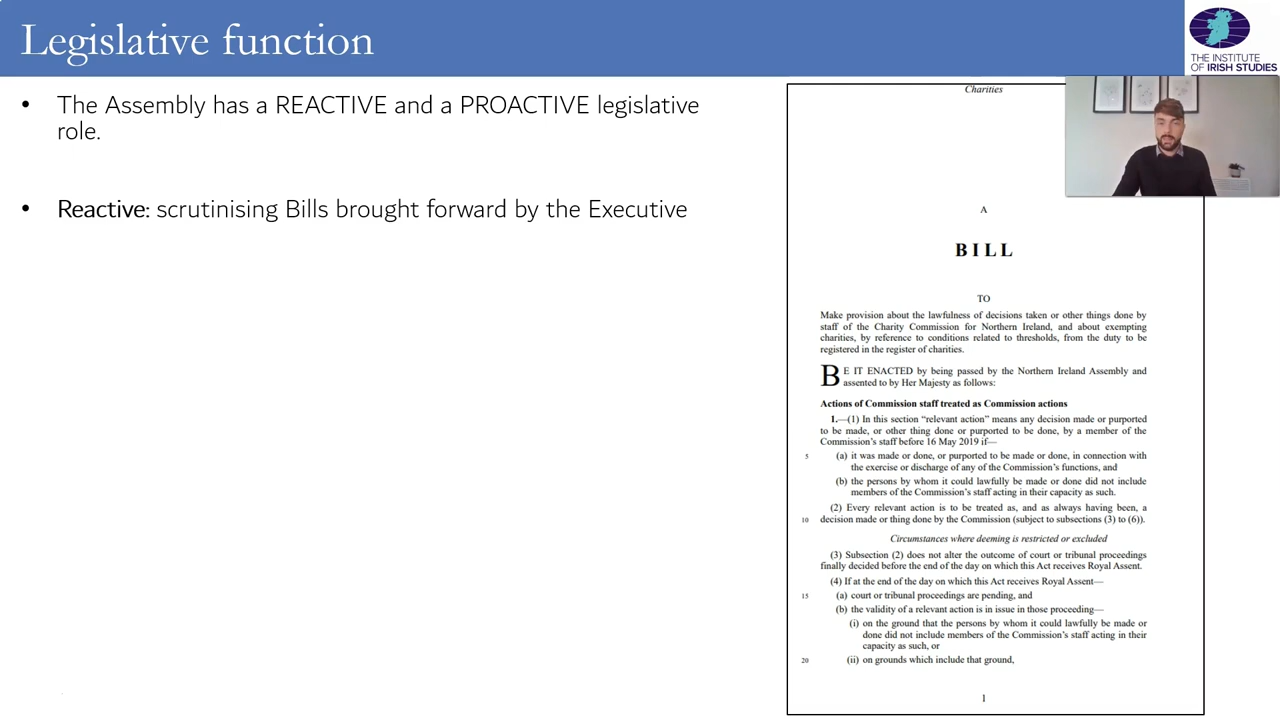 Legislative function
THE INSTITUTE
OF IRISH STUDIES
• The Assembly has a REACTIVE and a PROACTIVE legislative
role.
• Reactive: scrutinising Bills brought forward by the Executive
Charities
A
BILL
TO
Make provision about the lawfulness of decisions taken or other things done by
staff of the Charity Commission for Northern Ireland, and about exempting
charities, by reference to conditions related to thresholds, from the duty to be
registered in the register of charities.
BE IT ENACTED by being passed by the Northern Ireland Assembly and
assented to by Her Majesty as follows:
Actions of Commission staff treated as Commission actions
1.—(1) In this section “relevant action” means any decision made or purported
to be made, or other thing done or purported to be done, by a member of the
Commission’s staff before 16 May 2019 if—
5 (a) it was made or done, or purported to be made or done, in connection with
the exercise or discharge of any of the Commission’s functions, and
(b) the persons by whom it could lawfully be made or done did not include
members of the Commission’s staff acting in their capacity as such.
(2) Every relevant action is to be treated as, and as always having been, a
10 decision made or thing done by the Commission (subject to subsections (3) to (6)).
Circumstances where deeming is restricted or excluded
(3) Subsection (2) does not alter the outcome of court or tribunal proceedings
finally decided before the end of the day on which this Act receives Royal Assent.
(4) If at the end of the day on which this Act receives Royal Assent—
15 (a) court or tribunal proceedings are pending, and
(b) the validity of a relevant action is in issue in those proceeding—
(i) on the ground that the persons by whom it could lawfully be made or
done did not include members of the Commission’s staff acting in their
capacity as such, or
20 (ii) on grounds which include that ground,
1